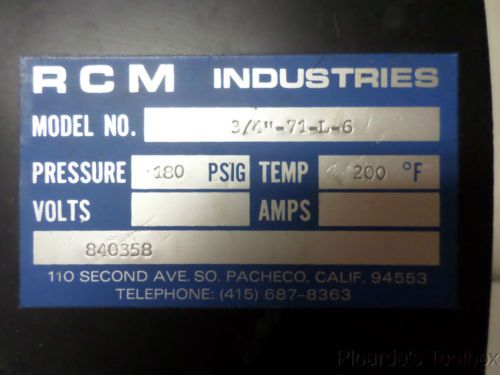 RCM INDUSTRIES
MODEL NO. 3/4"-71-L-6
PRESSURE 180 PSIG TEMP 200 °F
VOLTS AMPS
840358
110 SECOND AVE. SO. PACHECO, CALIF. 94553
TELEPHONE: (415) 687-8363
Plourde's Toolbox